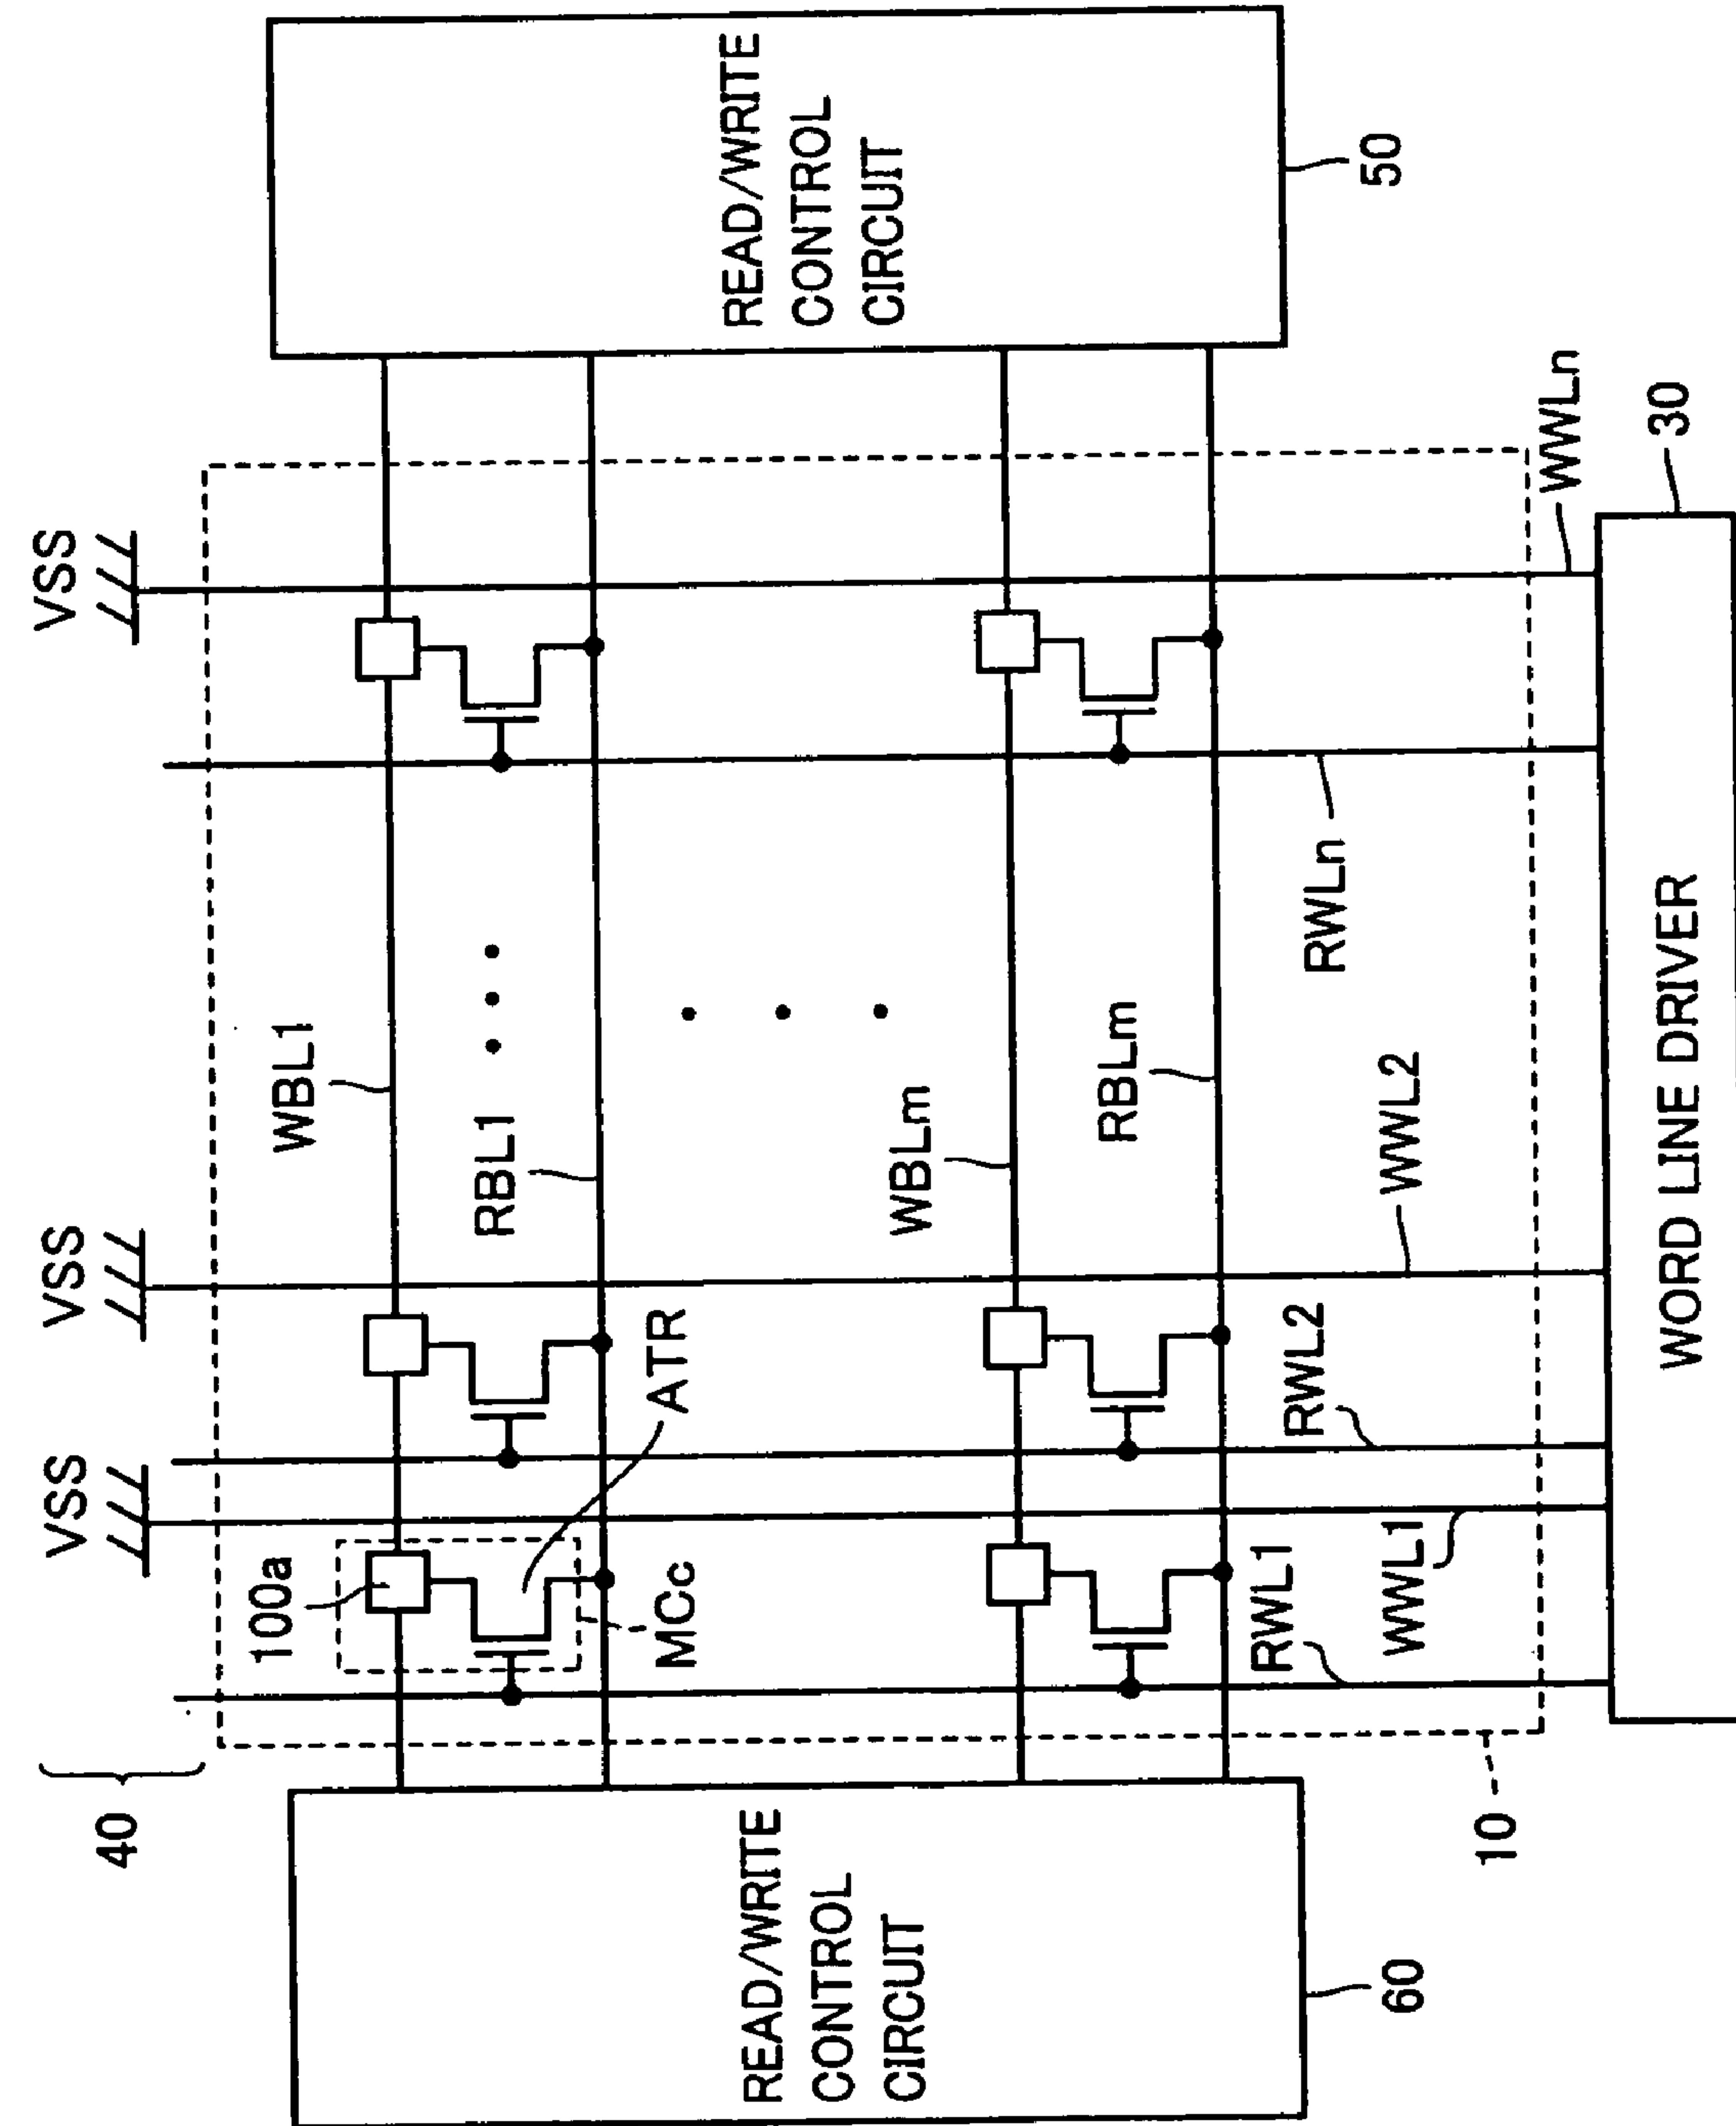 VSS
VSS
VSS
40
READ/WRITE
CONTROL
CIRCUIT
50
READ/WRITE
CONTROL
CIRCUIT
60
100a
WBL1
RBL1
ATR
MCc
WBLm
RBLm
RWL1
WWL1
RWL2
WWL2
RWLn
WWLn
10
30
WORD LINE DRIVER